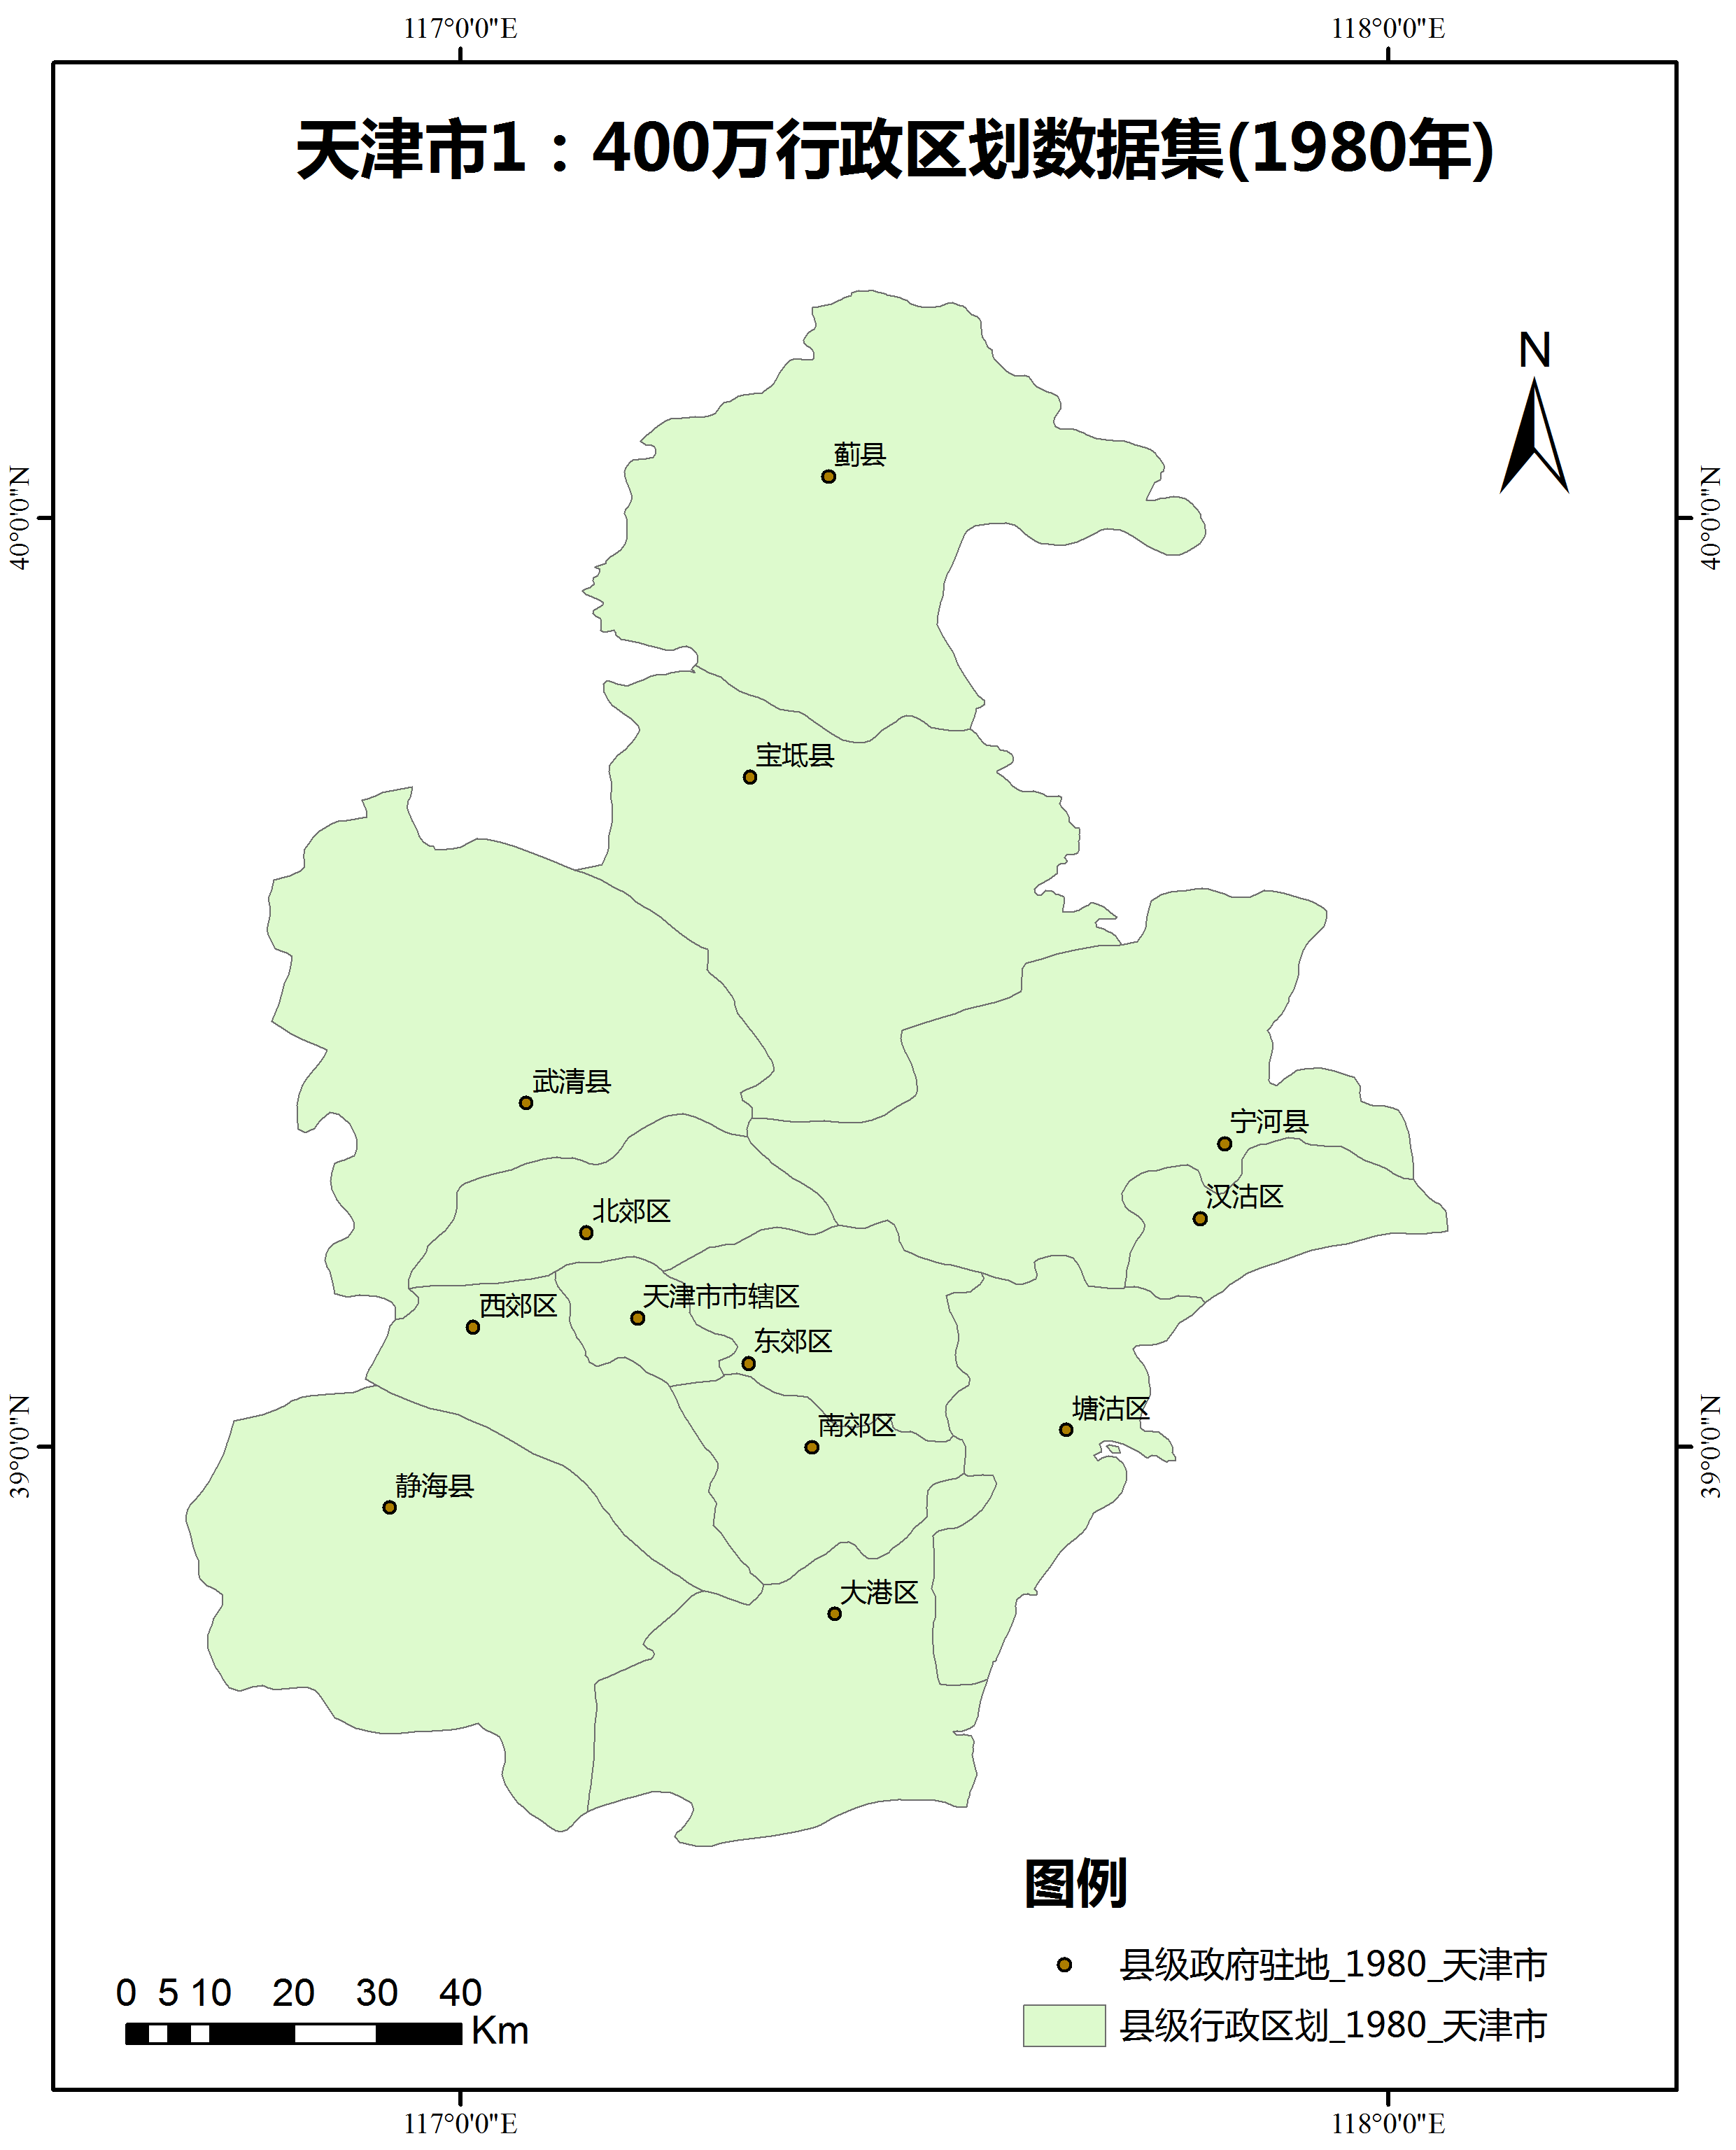 117°0'0"E
118°0'0"E
天津市1：400万行政区划数据集(1980年)
N
蓟县
40°0'0"N
40°0'0"N
宝坻县
武清县
宁河县
汉沽区
北郊区
天津市市辖区
西郊区
东郊区
塘沽区
南郊区
39°0'0"N
39°0'0"N
静海县
大港区
图例
县级政府驻地_1980_天津市
县级行政区划_1980_天津市
0 5 10 20 30 40
Km
117°0'0"E
118°0'0"E